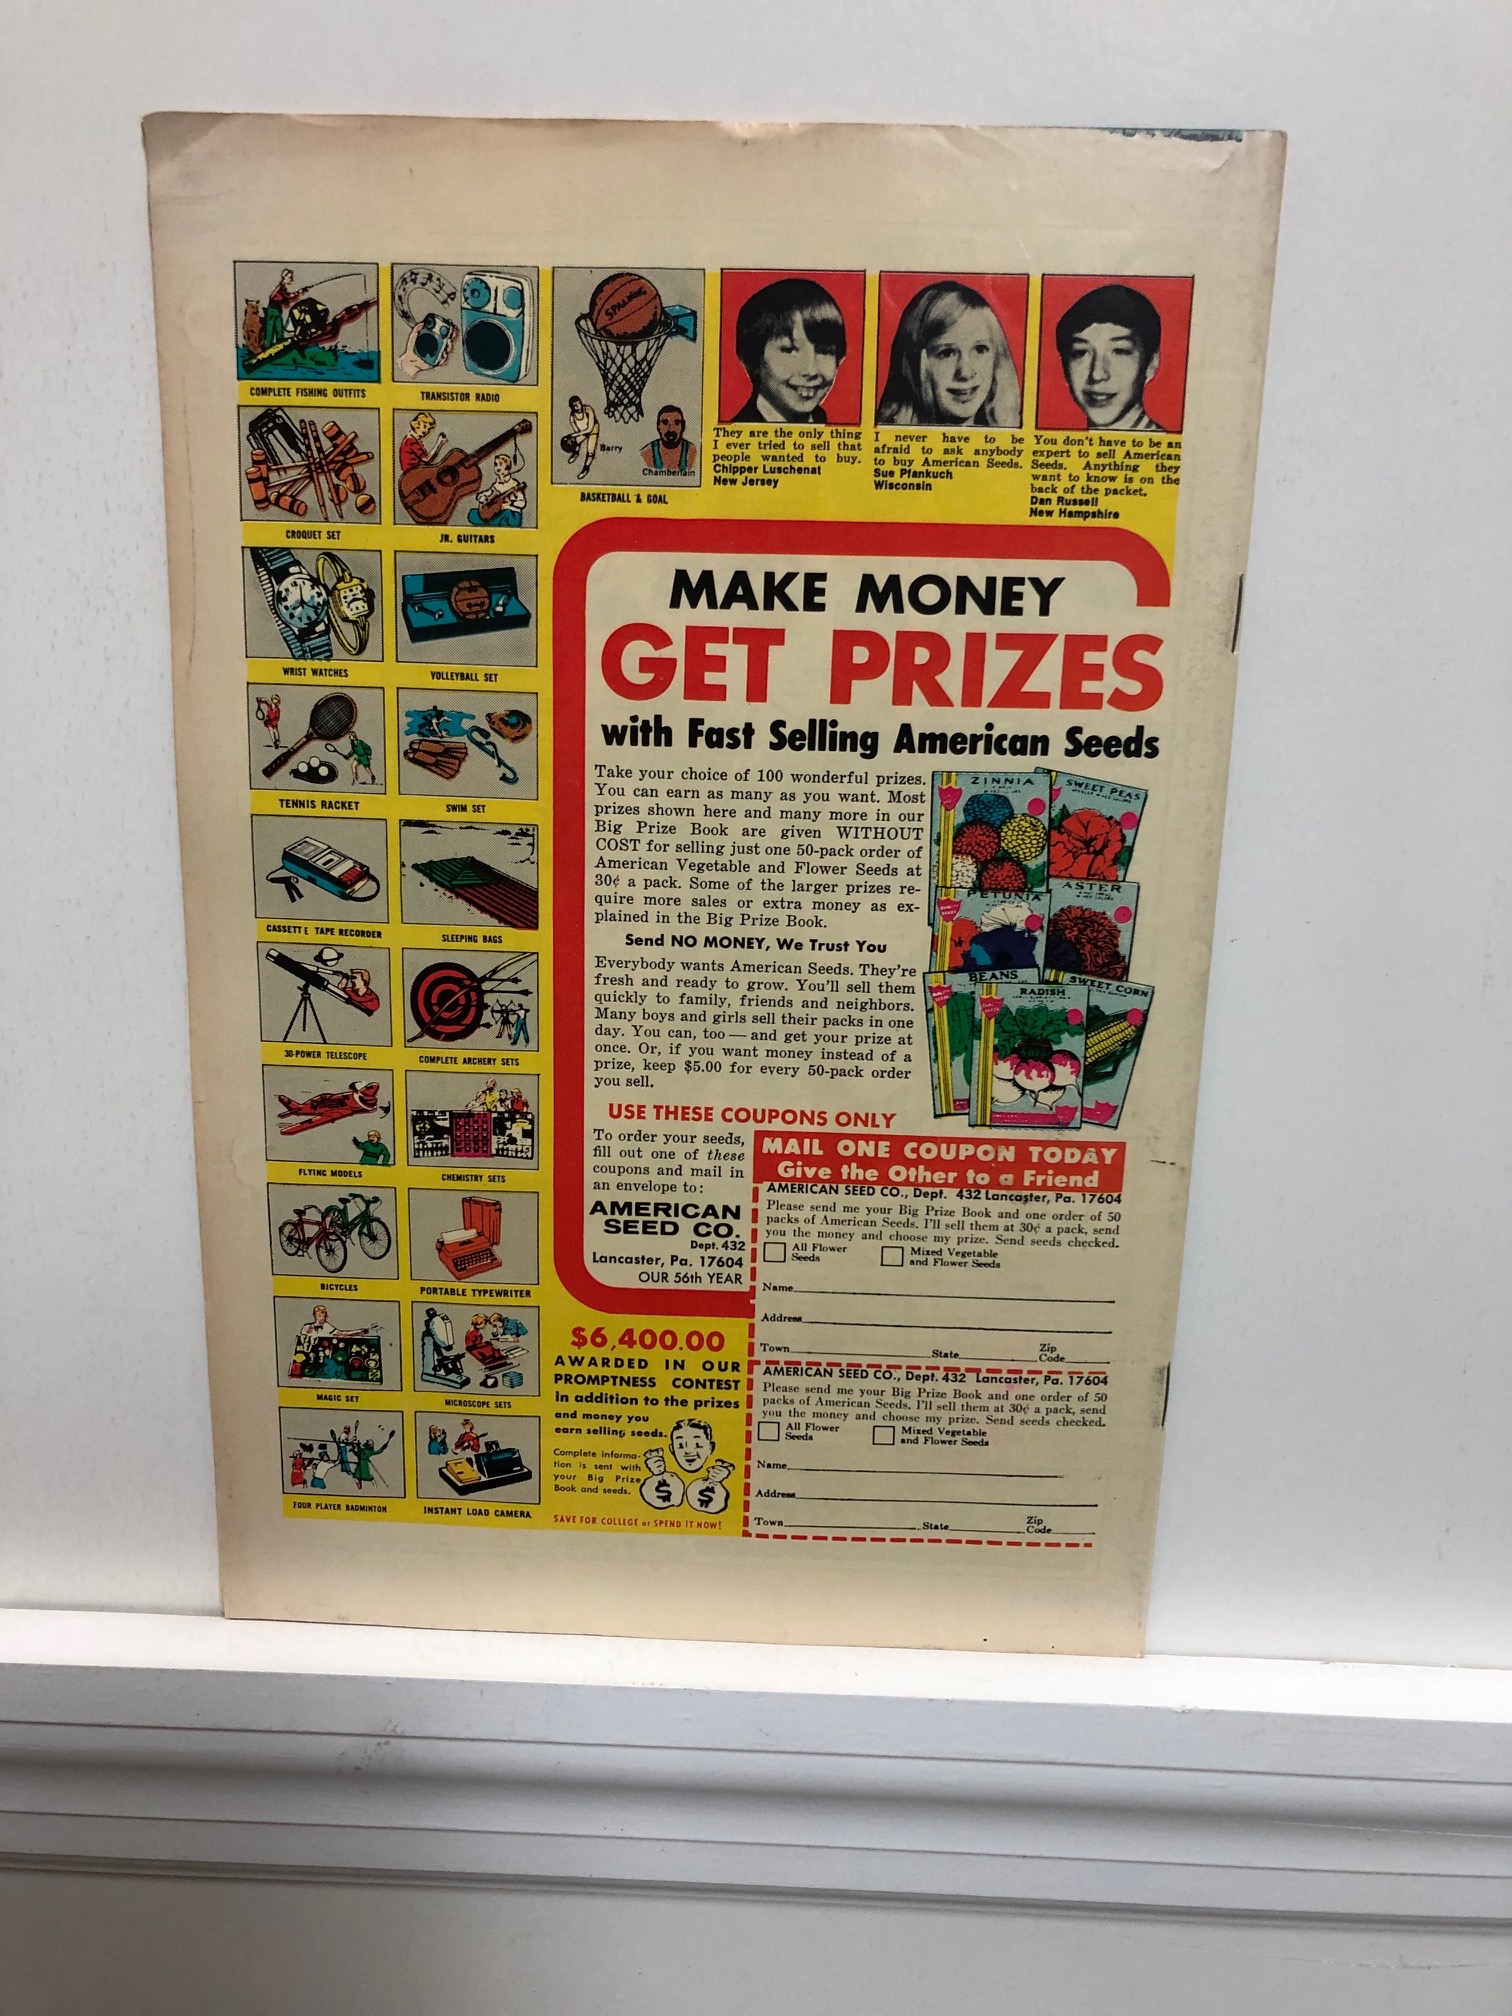 COMPLETE FISHING OUTFITS
TRANSISTOR RADIO
CROQUET SET
JR. GUITARS
WRIST WATCHES
VOLLEYBALL SET
TENNIS RACKET
SWIM SET
CASSETTE TAPE RECORDER
SLEEPING BAGS
30-POWER TELESCOPE
COMPLETE ARCHERY SETS
FLYING MODELS
CHEMISTRY SETS
BICYCLES
PORTABLE TYPEWRITER
MAGIC SET
MICROSCOPE SETS
FOUR PLAYER BADMINTON
INSTANT LOAD CAMERA
SPALDING
Barry
Chamberlain
BASKETBALL & GOAL
They are the only thing
I ever tried to sell that
people wanted to buy.
Chipper Luschenat
New Jersey
I never have to be
afraid to ask anybody
to buy American Seeds.
Sue Pfankuch
Wisconsin
You don't have to be an
expert to sell American
Seeds. Anything they
want to know is on the
back of the packet.
Dan Russell
New Hampshire
MAKE MONEY
GET PRIZES
with Fast Selling American Seeds
Take your choice of 100 wonderful prizes.
You can earn as many as you want. Most
prizes shown here and many more in our
Big Prize Book are given WITHOUT
COST for selling just one 50-pack order of
American Vegetable and Flower Seeds at
30¢ a pack. Some of the larger prizes re-
quire more sales or extra money as ex-
plained in the Big Prize Book.
Send NO MONEY, We Trust You
Everybody wants American Seeds. They're
fresh and ready to grow. You'll sell them
quickly to family, friends and neighbors.
Many boys and girls sell their packs in one
day. You can, too — and get your prize at
once. Or, if you want money instead of a
prize, keep $5.00 for every 50-pack order
you sell.
ZINNIA
SWEET PEAS
PETUNIA
ASTER
BEANS
RADISH
SWEET CORN
USE THESE COUPONS ONLY
To order your seeds,
fill out one of these
coupons and mail in
an envelope to:
AMERICAN
SEED CO.
Dept. 432
Lancaster, Pa. 17604
OUR 56th YEAR
MAIL ONE COUPON TODAY
Give the Other to a Friend
AMERICAN SEED CO., Dept. 432 Lancaster, Pa. 17604
Please send me your Big Prize Book and one order of 50
packs of American Seeds. I'll sell them at 30¢ a pack, send
you the money and choose my prize. Send seeds checked.
All Flower Seeds
Mixed Vegetable and Flower Seeds
Name
Address
Town State Zip Code
AMERICAN SEED CO., Dept. 432 Lancaster, Pa. 17604
Please send me your Big Prize Book and one order of 50
packs of American Seeds. I'll sell them at 30¢ a pack, send
you the money and choose my prize. Send seeds checked.
All Flower Seeds
Mixed Vegetable and Flower Seeds
Name
Address
Town State Zip Code
$6,400.00
AWARDED IN OUR
PROMPTNESS CONTEST
In addition to the prizes
and money you
earn selling seeds.
Complete informa-
tion is sent with
your Big Prize
Book and seeds.
$ $
SAVE FOR COLLEGE or SPEND IT NOW!